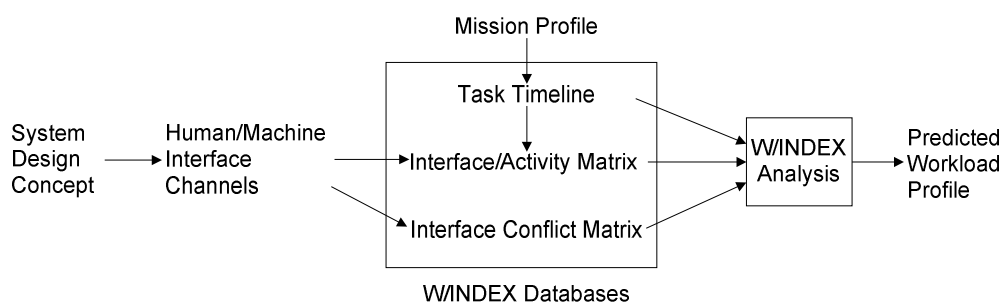 Mission Profile
Task Timeline
System
Design
Concept
Human/Machine
Interface
Channels
Interface/Activity Matrix
Interface Conflict Matrix
W/INDEX
Analysis
Predicted
Workload
Profile
W/INDEX Databases